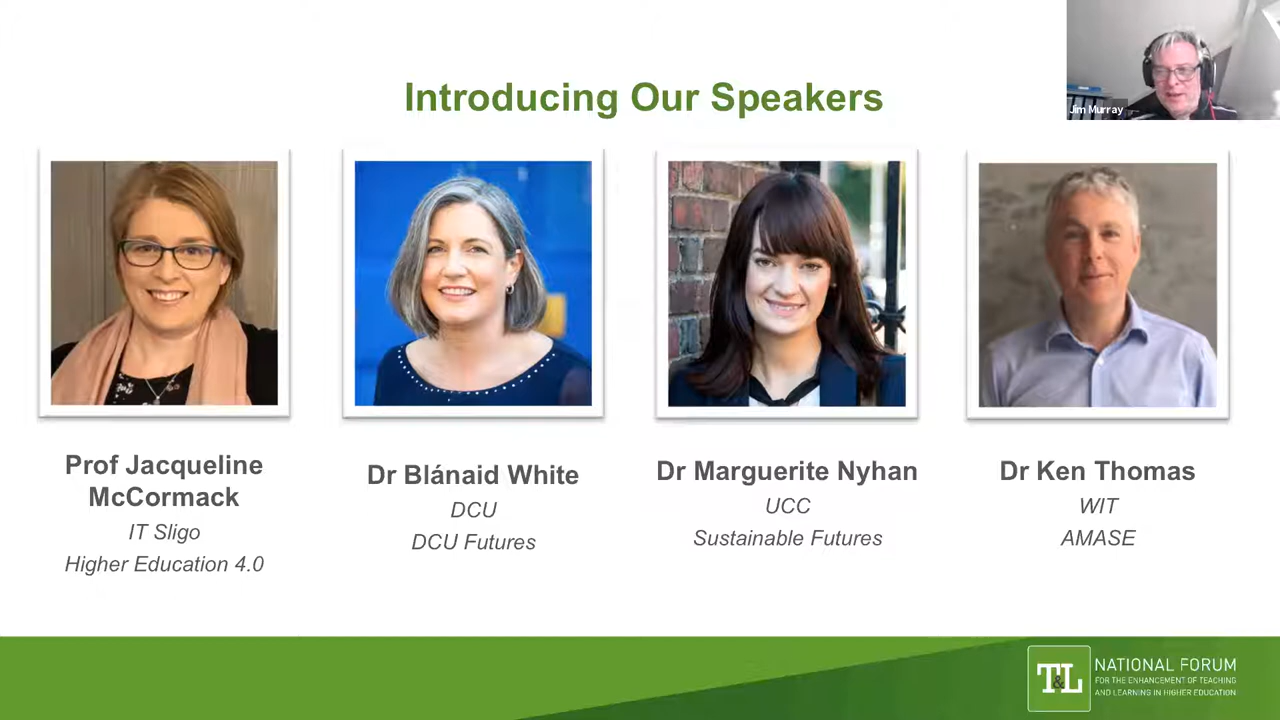 Introducing Our Speakers
Jim Murray
Prof Jacqueline
McCormack
IT Sligo
Higher Education 4.0
Dr Blánaid White
DCU
DCU Futures
Dr Marguerite Nyhan
UCC
Sustainable Futures
Dr Ken Thomas
WIT
AMASE
T&L
NATIONAL FORUM
FOR THE ENHANCEMENT OF TEACHING
AND LEARNING IN HIGHER EDUCATION